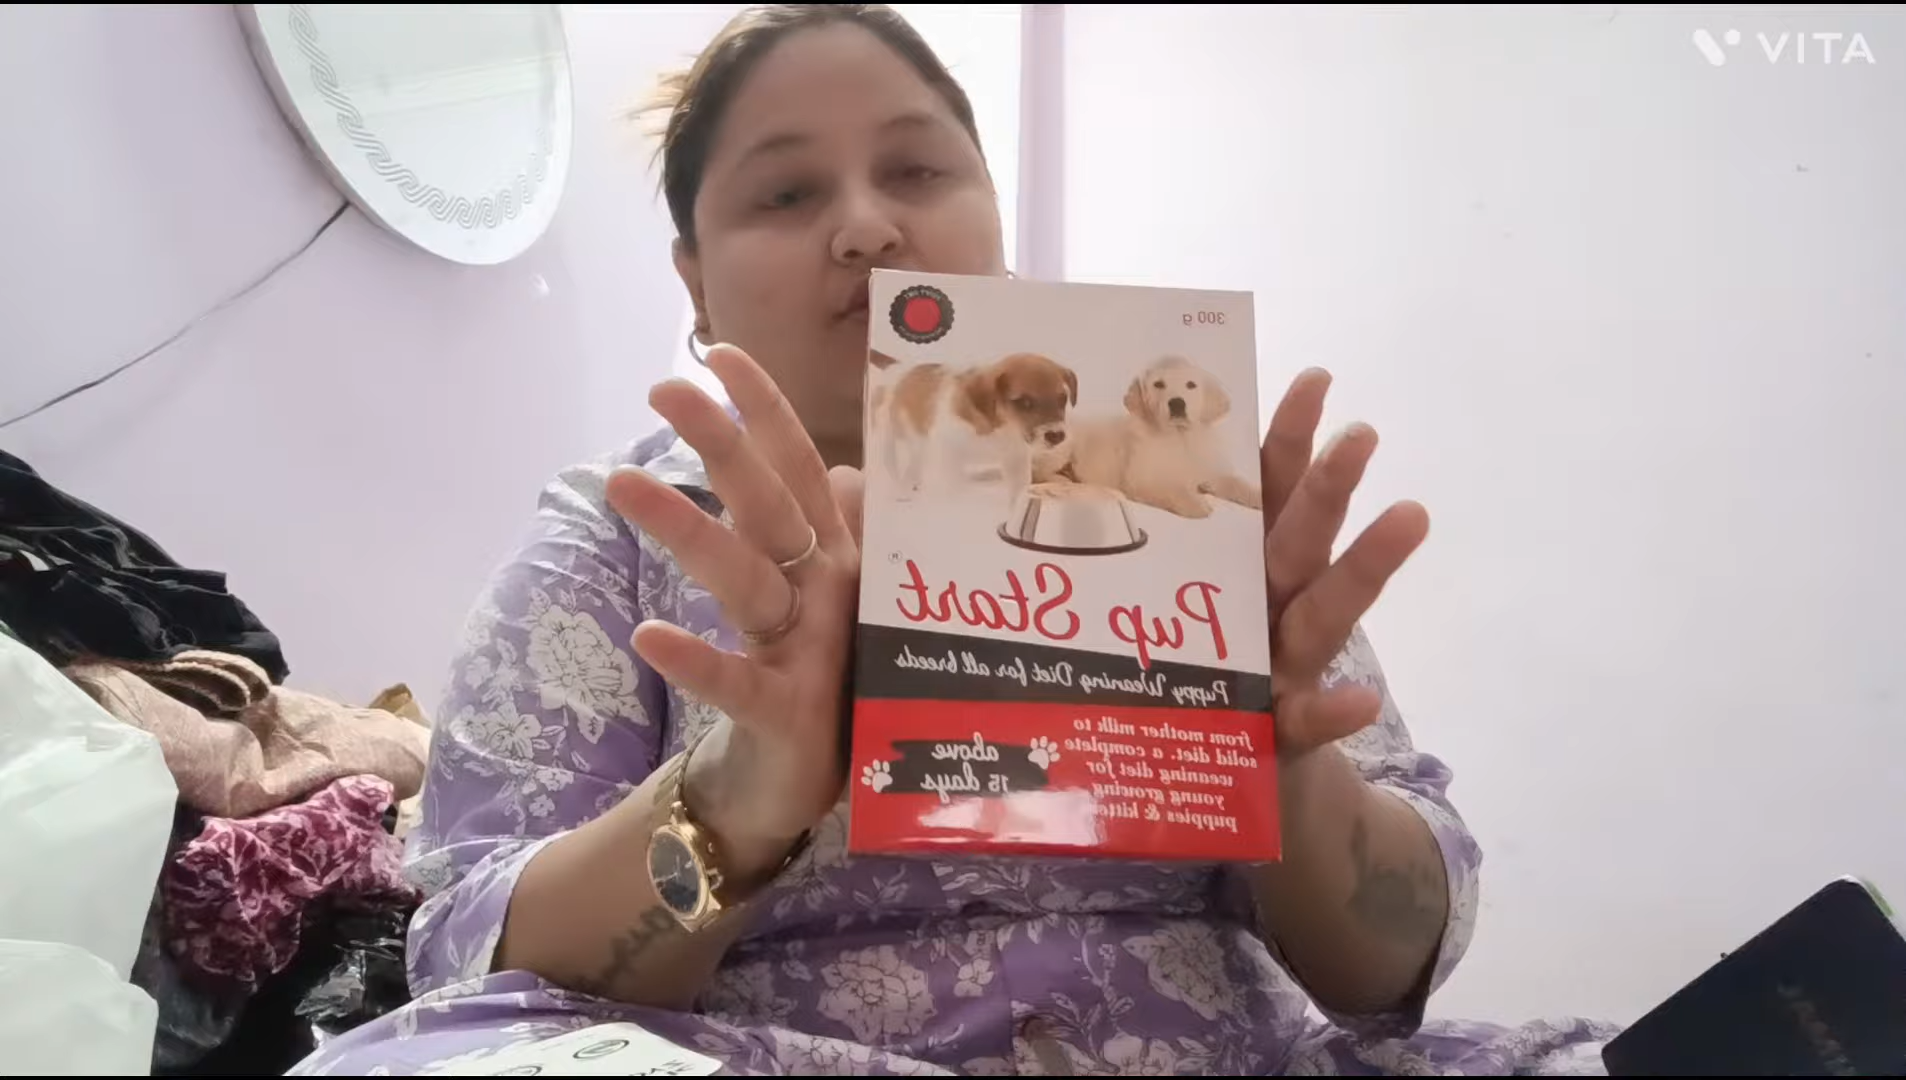 VITA
300 g
Pup Start
Puppy Weaning Diet for all breeds
from mother milk to
solid diet. a complete
weaning diet for
young growing
puppies & kitten
above
15 days